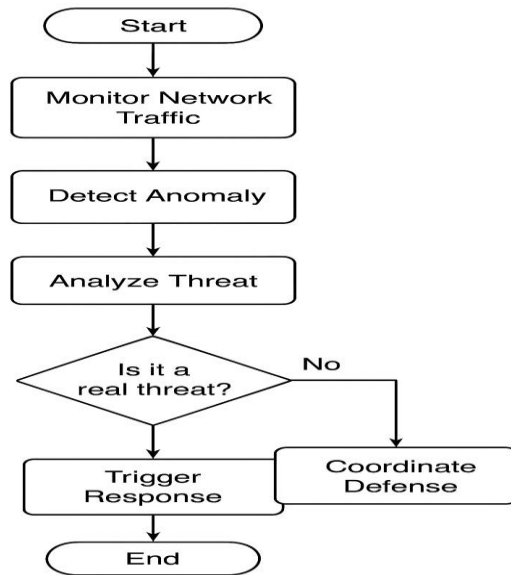 Start
Monitor Network
Traffic
Detect Anomaly
Analyze Threat
Is it a
real threat?
No
Trigger
Response
Coordinate
Defense
End